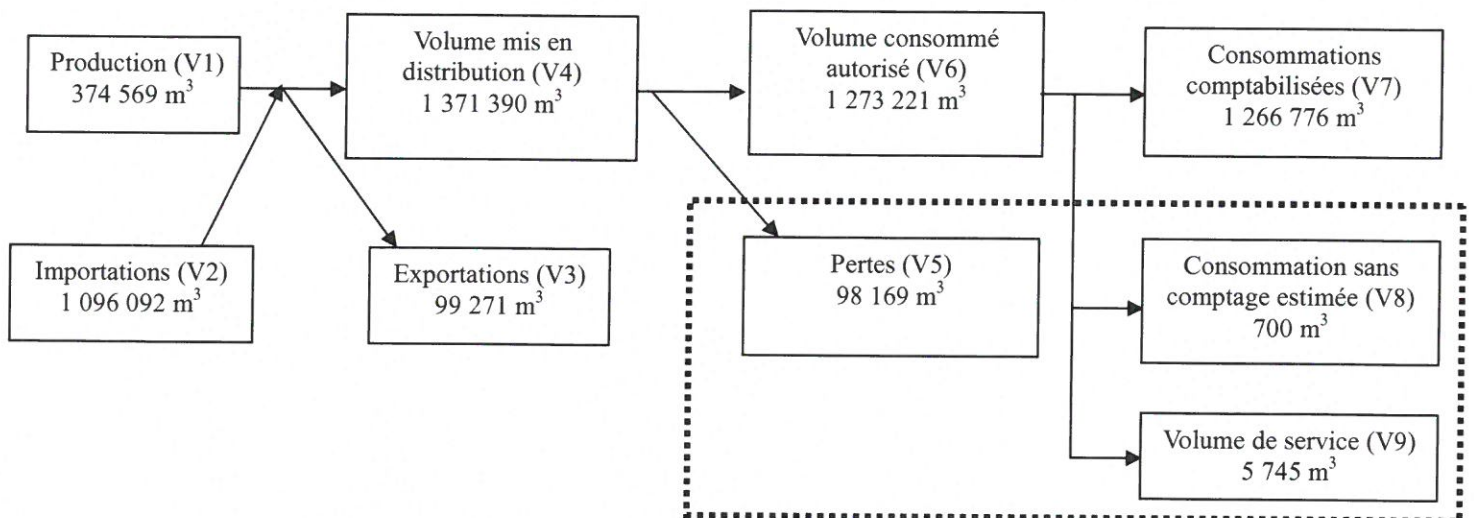 Production (V1)
374 569 m³
Volume mis en
distribution (V4)
1 371 390 m³
Volume consommé
autorisé (V6)
1 273 221 m³
Consommations
comptabilisées (V7)
1 266 776 m³
Importations (V2)
1 096 092 m³
Exportations (V3)
99 271 m³
Pertes (V5)
98 169 m³
Consommation sans
comptage estimée (V8)
700 m³
Volume de service (V9)
5 745 m³